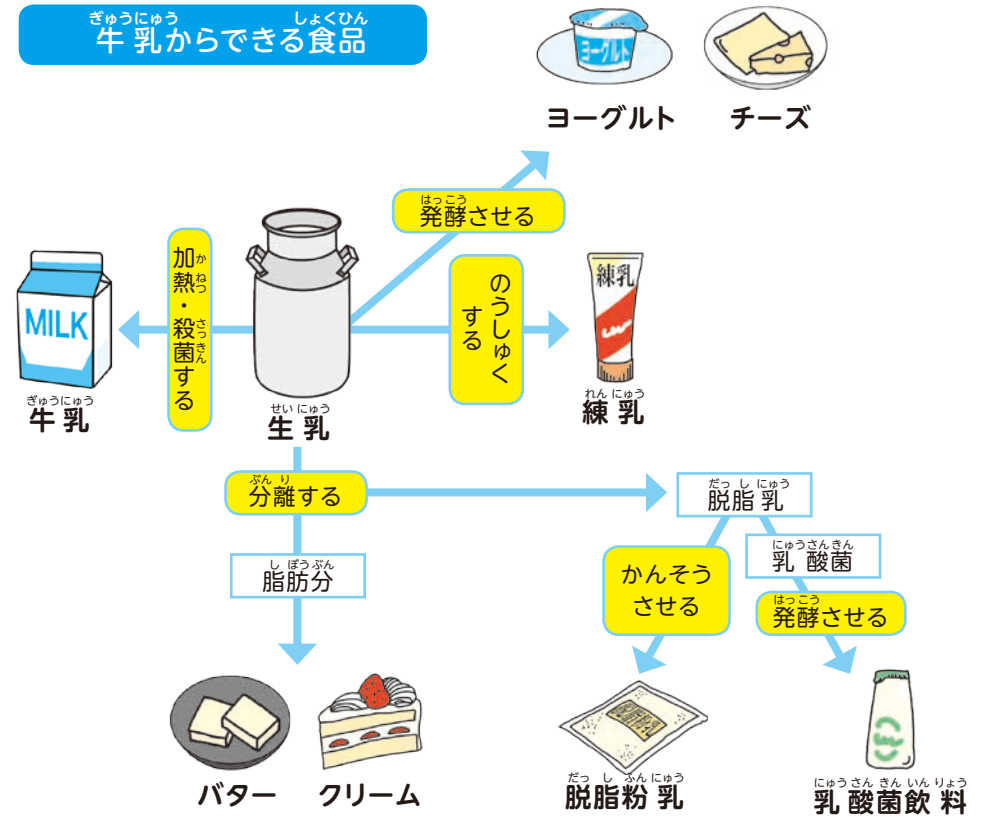 ぎゅうにゅう しょくひん
牛乳からできる食品
ヨーグルト
ヨーグルト
チーズ
はっこう
発酵させる
か ねつ さっきん
加熱・殺菌する
のうしゅく
する
練乳
MILK
ぎゅうにゅう
牛乳
せいにゅう
生乳
れんにゅう
練乳
ぶんり
分離する
だっしにゅう
脱脂乳
しぼうぶん
脂肪分
にゅうさんきん
乳酸菌
かんそう
させる
はっこう
発酵させる
バター
クリーム
だっしふんにゅう
脱脂粉乳
にゅうさんきんいんりょう
乳酸菌飲料